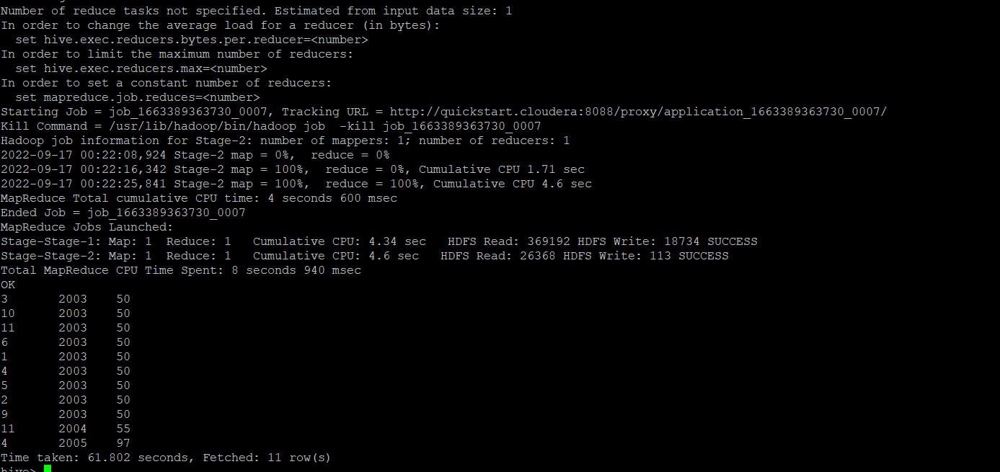 Number of reduce tasks not specified. Estimated from input data size: 1
In order to change the average load for a reducer (in bytes):
  set hive.exec.reducers.bytes.per.reducer=<number>
In order to limit the maximum number of reducers:
  set hive.exec.reducers.max=<number>
In order to set a constant number of reducers:
  set mapreduce.job.reduces=<number>
Starting Job = job_1663389363730_0007, Tracking URL = http://quickstart.cloudera:8088/proxy/application_1663389363730_0007/
Kill Command = /usr/lib/hadoop/bin/hadoop job  -kill job_1663389363730_0007
Hadoop job information for Stage-2: number of mappers: 1; number of reducers: 1
2022-09-17 00:22:08,924 Stage-2 map = 0%,  reduce = 0%
2022-09-17 00:22:16,342 Stage-2 map = 100%,  reduce = 0%, Cumulative CPU 1.71 sec
2022-09-17 00:22:25,841 Stage-2 map = 100%,  reduce = 100%, Cumulative CPU 4.6 sec
MapReduce Total cumulative CPU time: 4 seconds 600 msec
Ended Job = job_1663389363730_0007
MapReduce Jobs Launched:
Stage-Stage-1: Map: 1  Reduce: 1   Cumulative CPU: 4.34 sec   HDFS Read: 369192 HDFS Write: 18734 SUCCESS
Stage-Stage-2: Map: 1  Reduce: 1   Cumulative CPU: 4.6 sec   HDFS Read: 26368 HDFS Write: 113 SUCCESS
Total MapReduce CPU Time Spent: 8 seconds 940 msec
OK
3       2003    50
10      2003    50
11      2003    50
6       2003    50
1       2003    50
4       2003    50
5       2003    50
2       2003    50
9       2003    50
11      2004    55
4       2005    97
Time taken: 61.802 seconds, Fetched: 11 row(s)
hive>